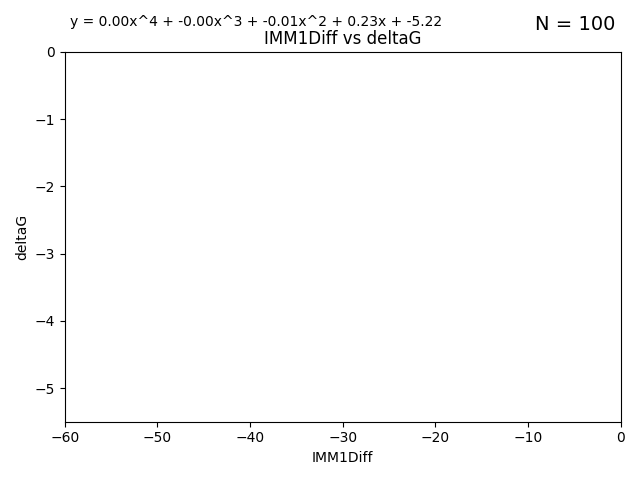 y = 0.00x^4 + -0.00x^3 + -0.01x^2 + 0.23x + -5.22
N = 100
IMM1Diff vs deltaG
0
−1
−2
−3
−4
−5
deltaG
−60 −50 −40 −30 −20 −10 0
IMM1Diff